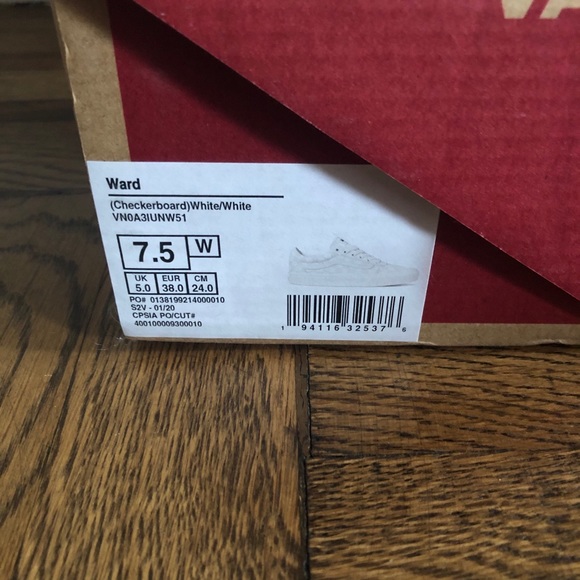 VA
Ward
(Checkerboard)White/White
VN0A3IUNW51
7.5 W
UK EUR CM
5.0 38.0 24.0
PO# 0138199214000010
S2V - 01/20
CPSIA PO/CUT#
400100009300010
1 94116 32537 6